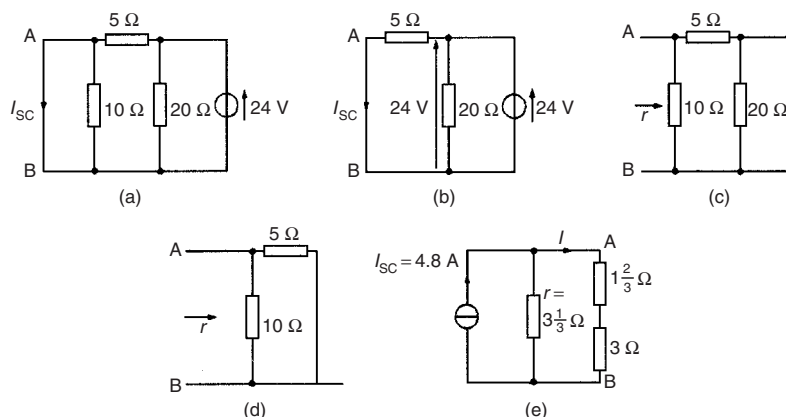 5 Ω
A
I_SC
10 Ω
20 Ω
24 V
B
(a)
5 Ω
A
I_SC
24 V
20 Ω
24 V
B
(b)
5 Ω
A
r
10 Ω
20 Ω
B
(c)
5 Ω
A
r
10 Ω
B
(d)
I_SC = 4.8 A
I
A
1 2/3 Ω
r =
3 1/3 Ω
3 Ω
B
(e)